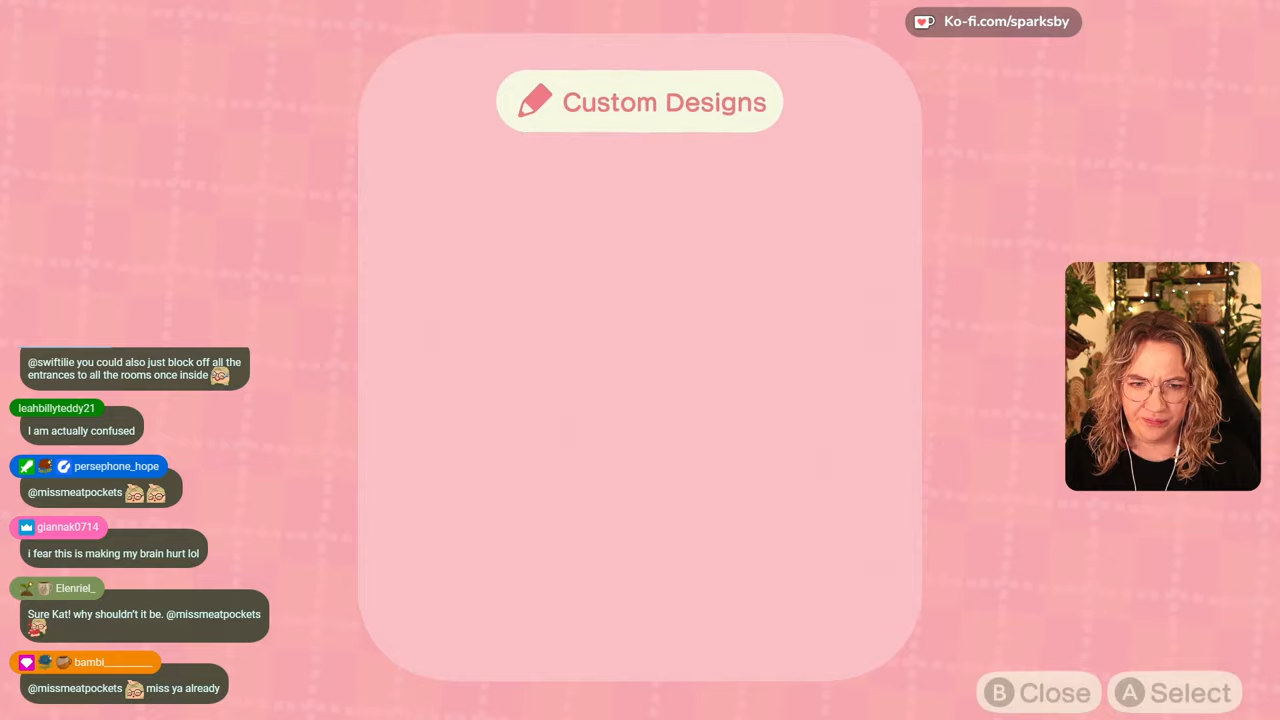 Ko-fi.com/sparksby
Custom Designs
@swiftilie you could also just block off all the
entrances to all the rooms once inside
leahbillyteddy21
I am actually confused
persephone_hope
@missmeatpockets
giannak0714
i fear this is making my brain hurt lol
Elenriel_
Sure Kat! why shouldn't it be. @missmeatpockets
bambi__________
@missmeatpockets miss ya already
B Close
A Select